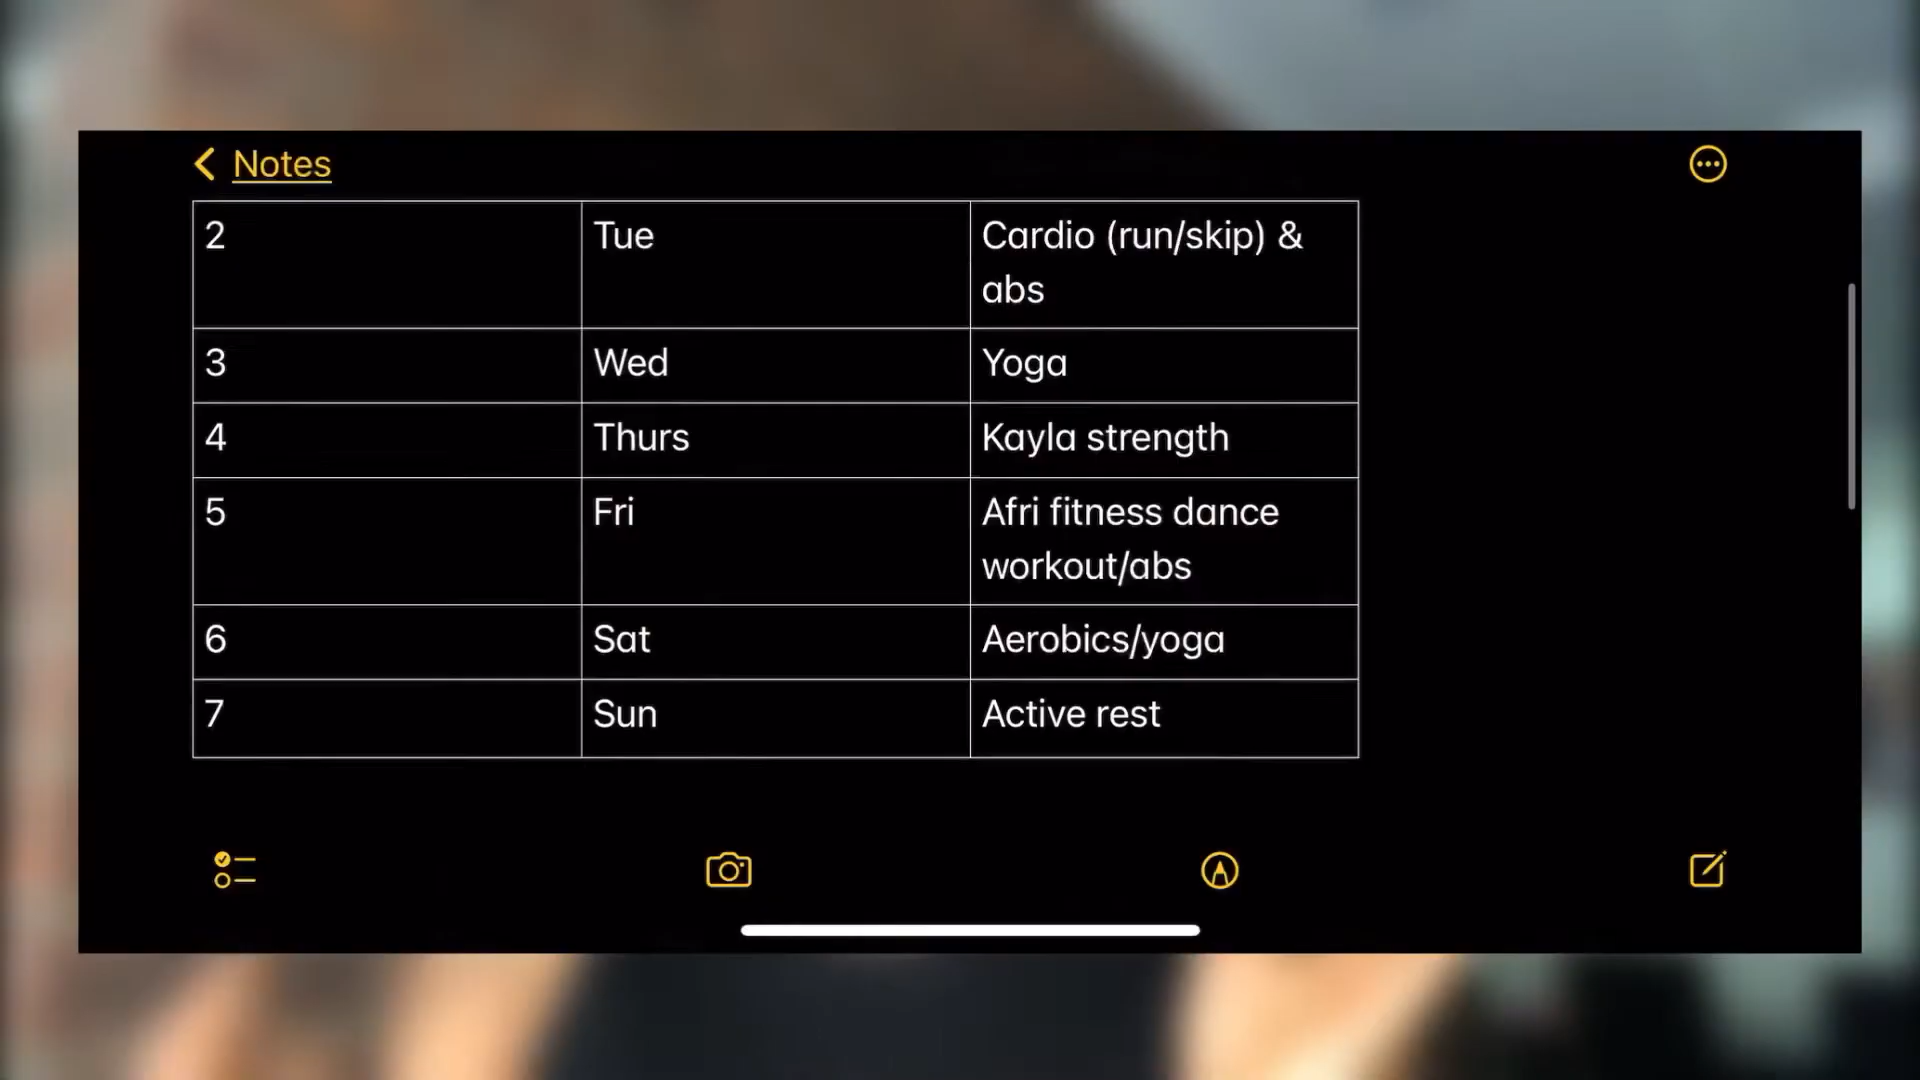 Notes
2 Tue Cardio (run/skip) &
abs
3 Wed Yoga
4 Thurs Kayla strength
5 Fri Afri fitness dance
workout/abs
6 Sat Aerobics/yoga
7 Sun Active rest